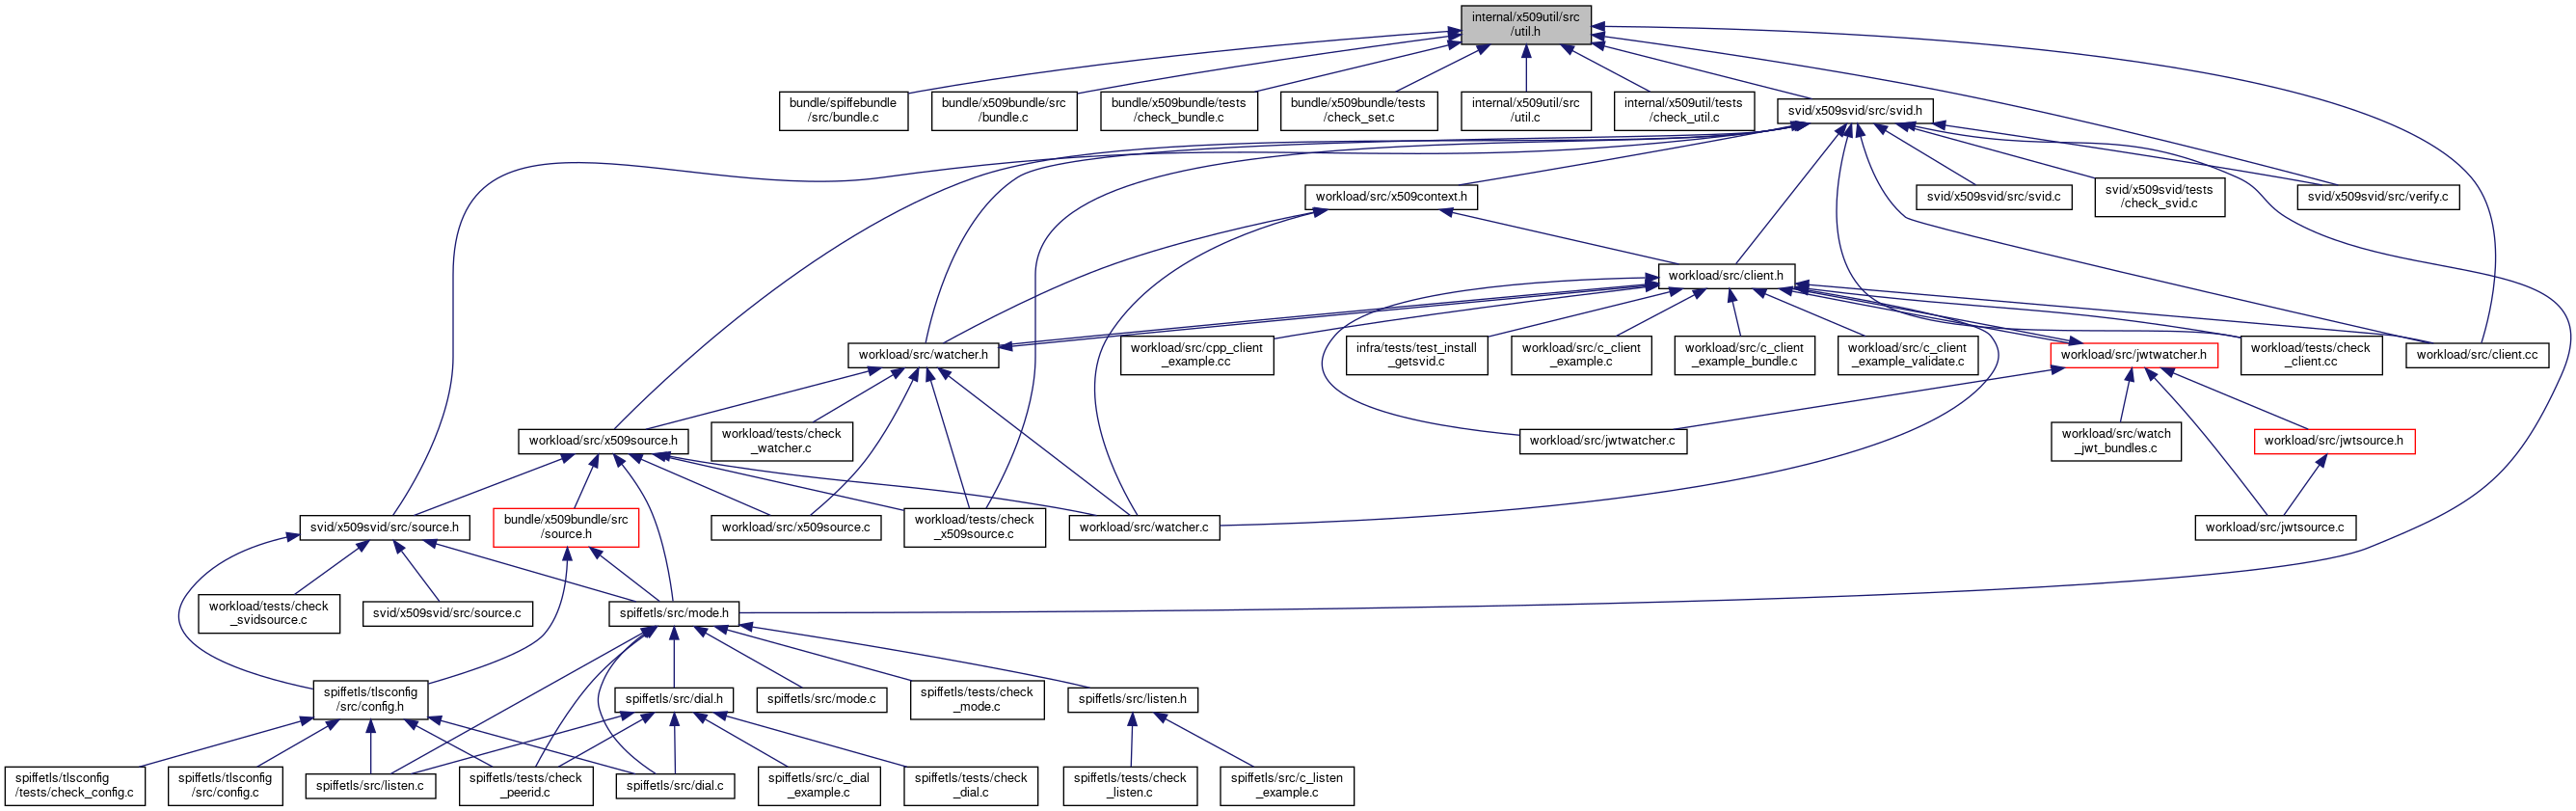 internal/x509util/src
/util.h
bundle/spiffebundle
/src/bundle.c
bundle/x509bundle/src
/bundle.c
bundle/x509bundle/tests
/check_bundle.c
bundle/x509bundle/tests
/check_set.c
internal/x509util/src
/util.c
internal/x509util/tests
/check_util.c
svid/x509svid/src/svid.h
workload/src/x509context.h
svid/x509svid/src/svid.c
svid/x509svid/tests
/check_svid.c
svid/x509svid/src/verify.c
workload/src/client.h
workload/src/watcher.h
workload/src/cpp_client
_example.cc
infra/tests/test_install
_getsvid.c
workload/src/c_client
_example.c
workload/src/c_client
_example_bundle.c
workload/src/c_client
_example_validate.c
workload/src/jwtwatcher.h
workload/tests/check
_client.cc
workload/src/client.cc
workload/src/x509source.h
workload/tests/check
_watcher.c
workload/src/jwtwatcher.c
workload/src/watch
_jwt_bundles.c
workload/src/jwtsource.h
svid/x509svid/src/source.h
bundle/x509bundle/src
/source.h
workload/src/x509source.c
workload/tests/check
_x509source.c
workload/src/watcher.c
workload/src/jwtsource.c
workload/tests/check
_svidsource.c
svid/x509svid/src/source.c
spiffetls/src/mode.h
spiffetls/tlsconfig
/src/config.h
spiffetls/src/dial.h
spiffetls/src/mode.c
spiffetls/tests/check
_mode.c
spiffetls/src/listen.h
spiffetls/tlsconfig
/tests/check_config.c
spiffetls/tlsconfig
/src/config.c
spiffetls/src/listen.c
spiffetls/tests/check
_peerid.c
spiffetls/src/dial.c
spiffetls/src/c_dial
_example.c
spiffetls/tests/check
_dial.c
spiffetls/tests/check
_listen.c
spiffetls/src/c_listen
_example.c